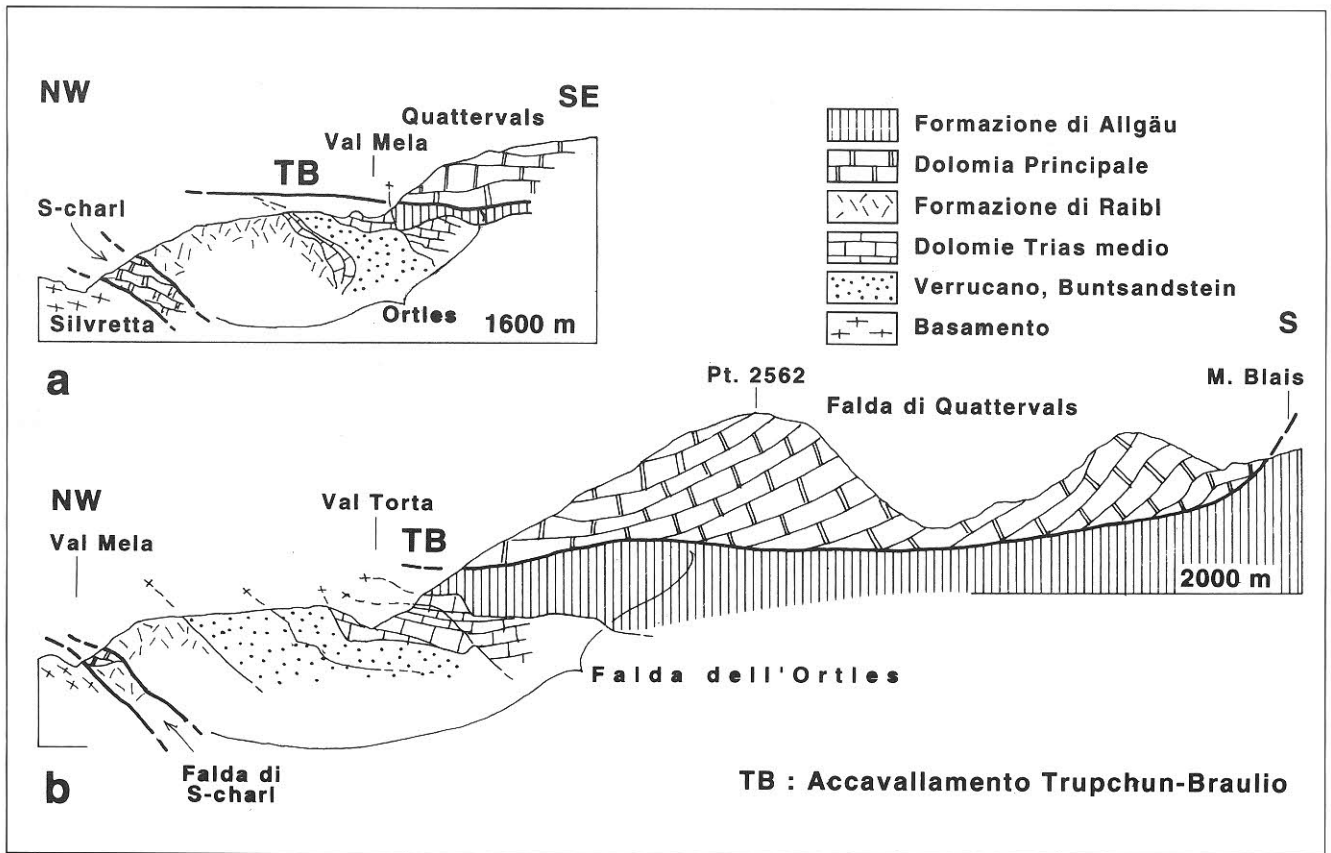 NW
SE
Quattervals
Val Mela
TB
S-charl
Silvretta
Ortles
1600 m
a
Formazione di Allgäu
Dolomia Principale
Formazione di Raibl
Dolomie Trias medio
Verrucano, Buntsandstein
Basamento
S
Pt. 2562
M. Blais
Falda di Quattervals
NW
Val Torta
Val Mela
TB
2000 m
Falda dell'Ortles
Falda di
S-charl
b
TB : Accavallamento Trupchun-Braulio